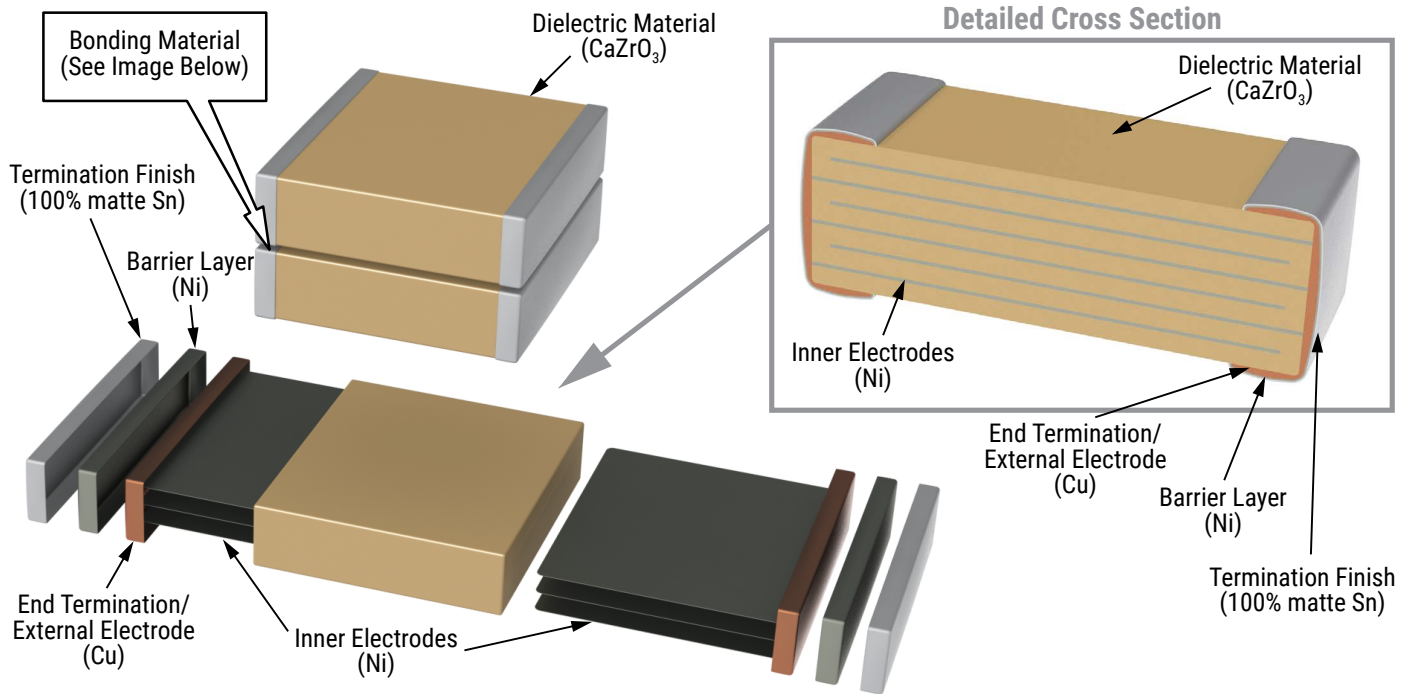 Detailed Cross Section
Bonding Material
(See Image Below)
Dielectric Material
(CaZrO₃)
Dielectric Material
(CaZrO₃)
Termination Finish
(100% matte Sn)
Barrier Layer
(Ni)
Inner Electrodes
(Ni)
End Termination/
External Electrode
(Cu)
Barrier Layer
(Ni)
Termination Finish
(100% matte Sn)
End Termination/
External Electrode
(Cu)
Inner Electrodes
(Ni)